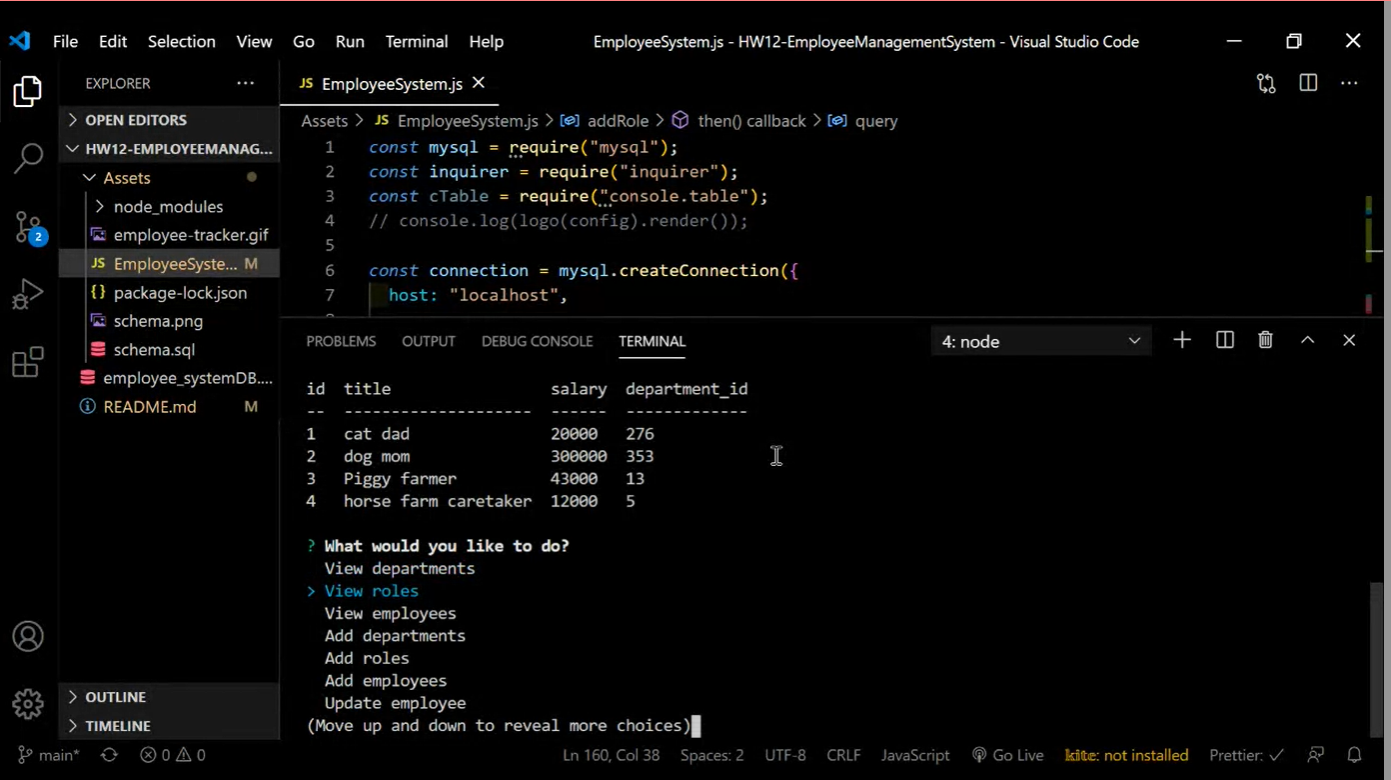 File Edit Selection View Go Run Terminal Help EmployeeSystem.js - HW12-EmployeeManagementSystem - Visual Studio Code
EXPLORER ...
OPEN EDITORS
HW12-EMPLOYEEMANAG...
Assets
node_modules
employee-tracker.gif
JS EmployeeSyste... M
{} package-lock.json
schema.png
schema.sql
employee_systemDB....
README.md M
OUTLINE
TIMELINE
2
JS EmployeeSystem.js
Assets > JS EmployeeSystem.js > addRole > then() callback > query
1 const mysql = require("mysql");
2 const inquirer = require("inquirer");
3 const cTable = require("console.table");
4 // console.log(logo(config).render());
5
6 const connection = mysql.createConnection({
7 host: "localhost",
PROBLEMS OUTPUT DEBUG CONSOLE TERMINAL 4: node
id title salary department_id
-- -------------------- ------ -------------
1 cat dad 20000 276
2 dog mom 300000 353
3 Piggy farmer 43000 13
4 horse farm caretaker 12000 5
? What would you like to do?
View departments
> View roles
View employees
Add departments
Add roles
Add employees
Update employee
(Move up and down to reveal more choices)
main* 0 0 Ln 160, Col 38 Spaces: 2 UTF-8 CRLF JavaScript Go Live kite: not installed Prettier: ✓